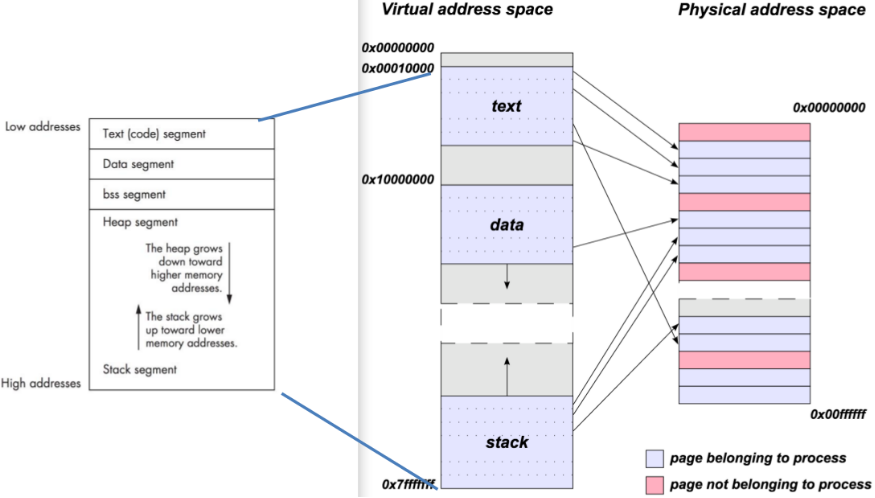 Virtual address space
Physical address space
0x00000000
0x00010000
text
0x10000000
data
stack
0x7fffffff
0x00000000
0x00ffffff
page belonging to process
page not belonging to process
Low addresses
Text (code) segment
Data segment
bss segment
Heap segment
The heap grows
down toward
higher memory
addresses.
The stack grows
up toward lower
memory addresses.
Stack segment
High addresses